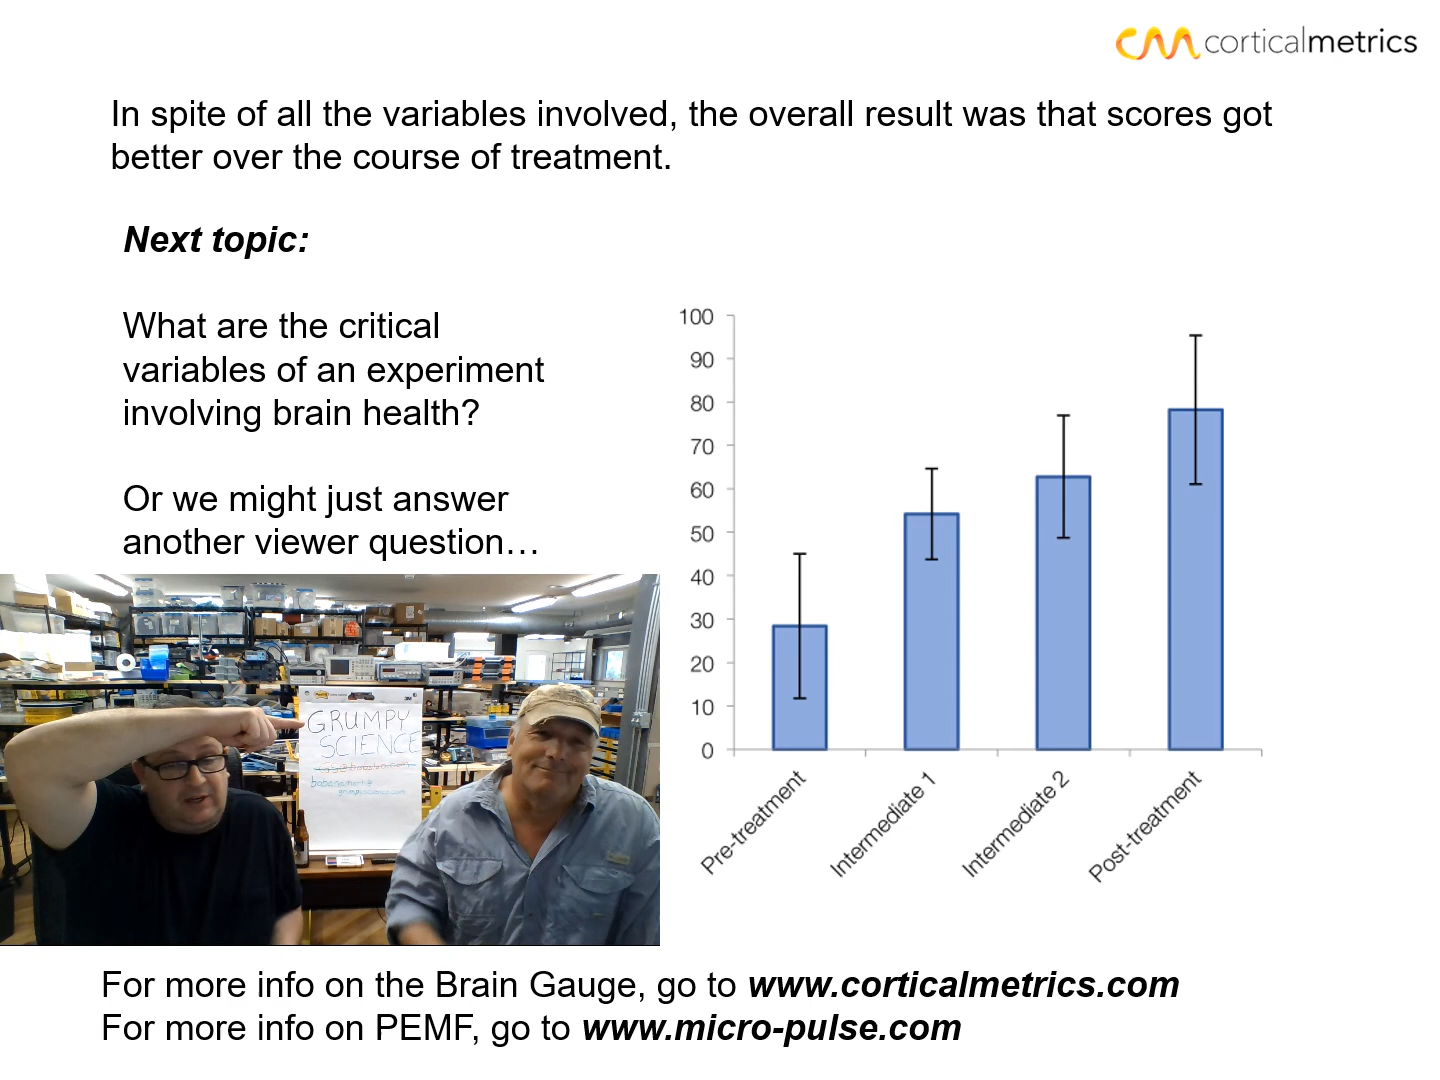 corticalmetrics
In spite of all the variables involved, the overall result was that scores got
better over the course of treatment.
Next topic:
What are the critical
variables of an experiment
involving brain health?
Or we might just answer
another viewer question…
100
90
80
70
60
50
40
30
20
10
0
Pre-treatment
Intermediate 1
Intermediate 2
Post-treatment
GRUMPY
SCIENCE
For more info on the Brain Gauge, go to www.corticalmetrics.com
For more info on PEMF, go to www.micro-pulse.com